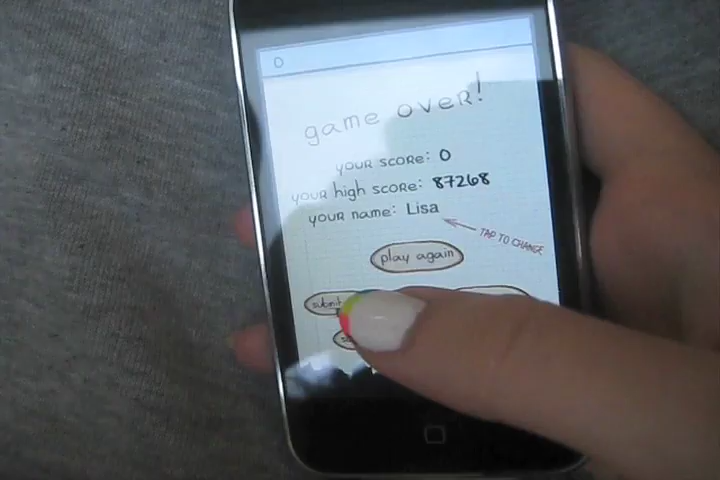 0
game over!
your score: 0
your high score: 87268
your name: Lisa
TAP TO CHANGE
play again
submit